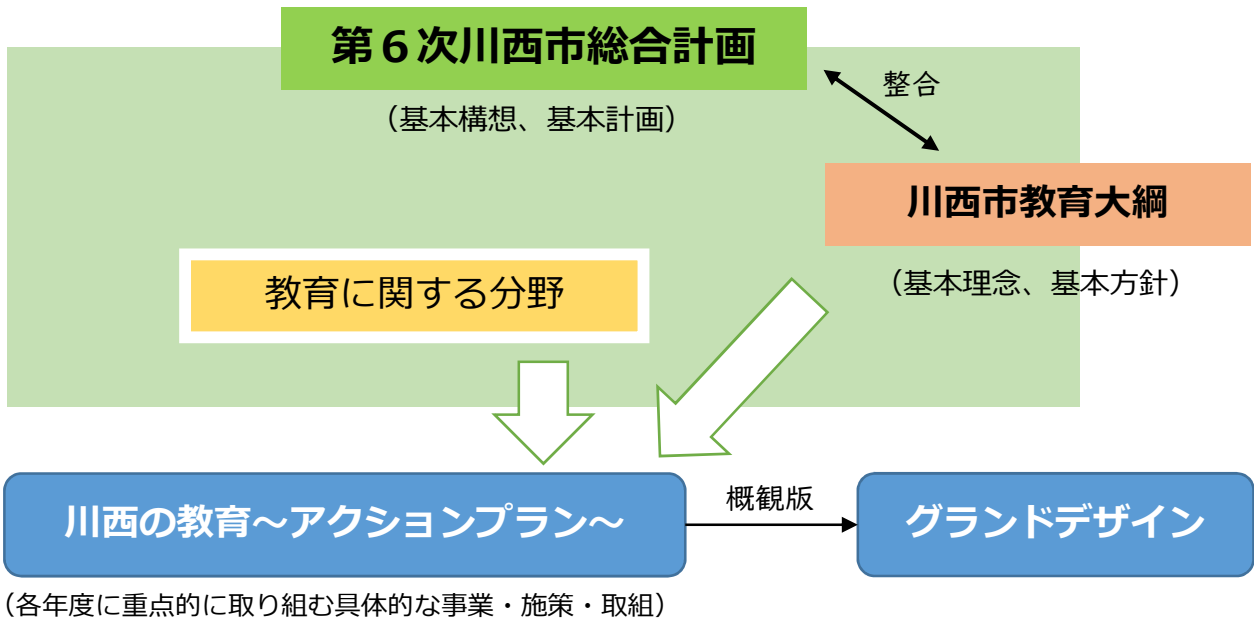 第６次川西市総合計画
（基本構想、基本計画）
整合
川西市教育大綱
（基本理念、基本方針）
教育に関する分野
川西の教育～アクションプラン～
概観版
グランドデザイン
（各年度に重点的に取り組む具体的な事業・施策・取組）